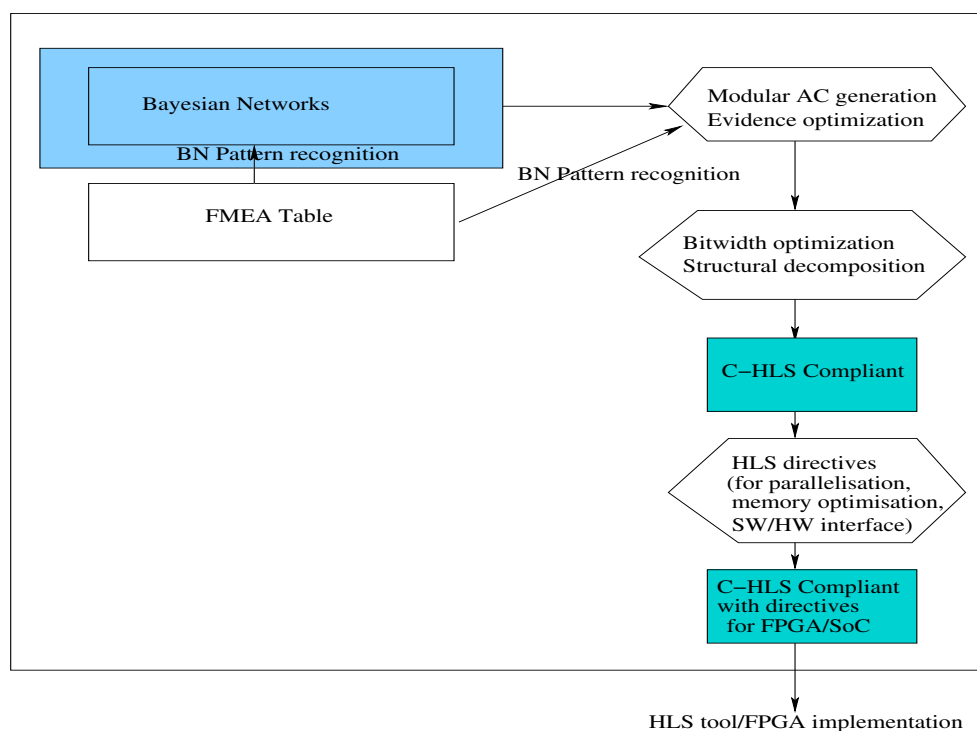 Bayesian Networks
BN Pattern recognition
FMEA Table
BN Pattern recognition
Modular AC generation
Evidence optimization
Bitwidth optimization
Structural decomposition
C−HLS Compliant
HLS directives
(for parallelisation,
memory optimisation,
SW/HW interface)
C−HLS Compliant
with directives
for FPGA/SoC
HLS tool/FPGA implementation